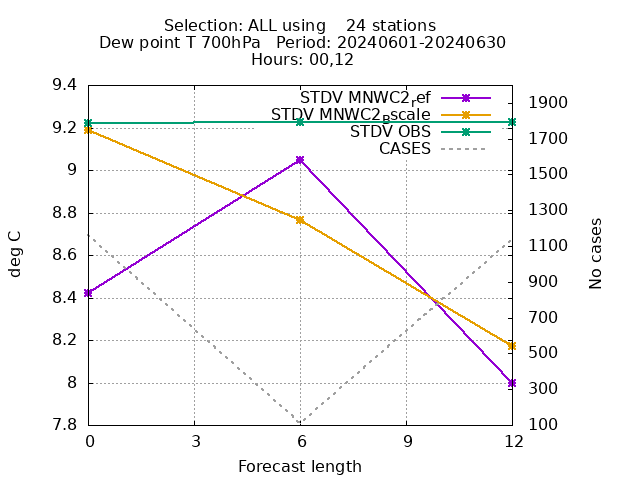 Selection: ALL using    24 stations
Dew point T 700hPa   Period: 20240601-20240630
Hours: 00,12
STDV MNWC2ref
STDV MNWC2Bscale
STDV OBS
CASES
9.4
9.2
9
8.8
8.6
8.4
8.2
8
7.8
deg C
1900
1700
1500
1300
1100
900
700
500
300
100
No cases
0 3 6 9 12
Forecast length